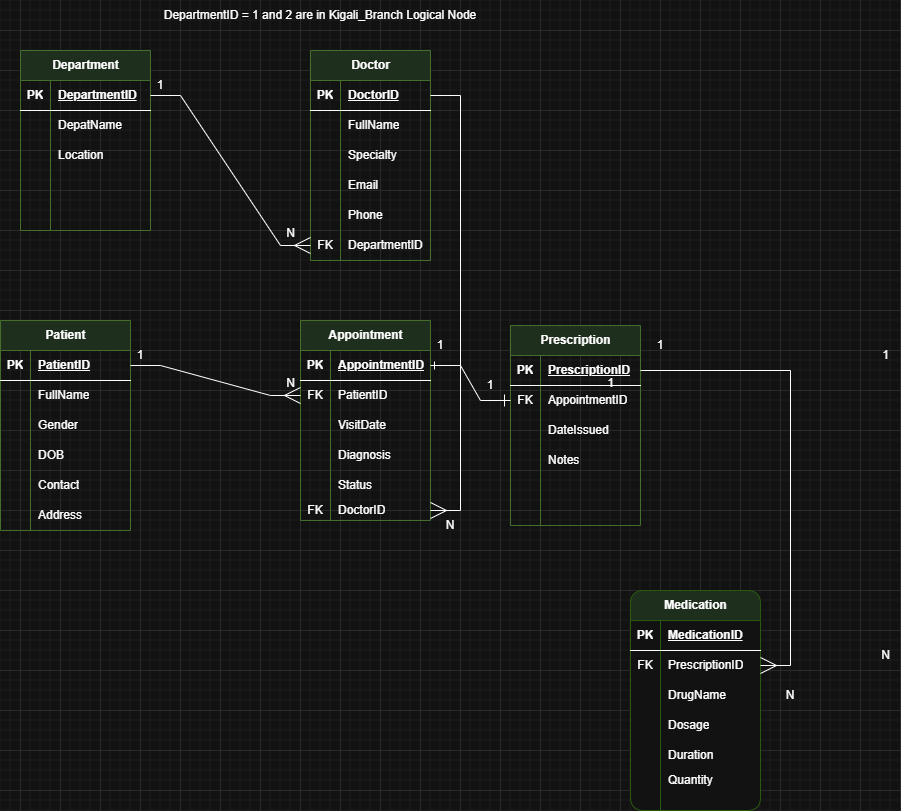 DepartmentID = 1 and 2 are in Kigali_Branch Logical Node
Department
PK DepartmentID
DepatName
Location
1
Doctor
PK DoctorID
FullName
Specialty
Email
Phone
FK DepartmentID
N
Patient
PK PatientID
FullName
Gender
DOB
Contact
Address
1
N
Appointment
PK AppointmentID
FK PatientID
VisitDate
Diagnosis
Status
FK DoctorID
1
N
1
Prescription
PK PrescriptionID
1
FK AppointmentID
DateIssued
Notes
1
1
Medication
PK MedicationID
FK PrescriptionID
DrugName
Dosage
Duration
Quantity
N
N